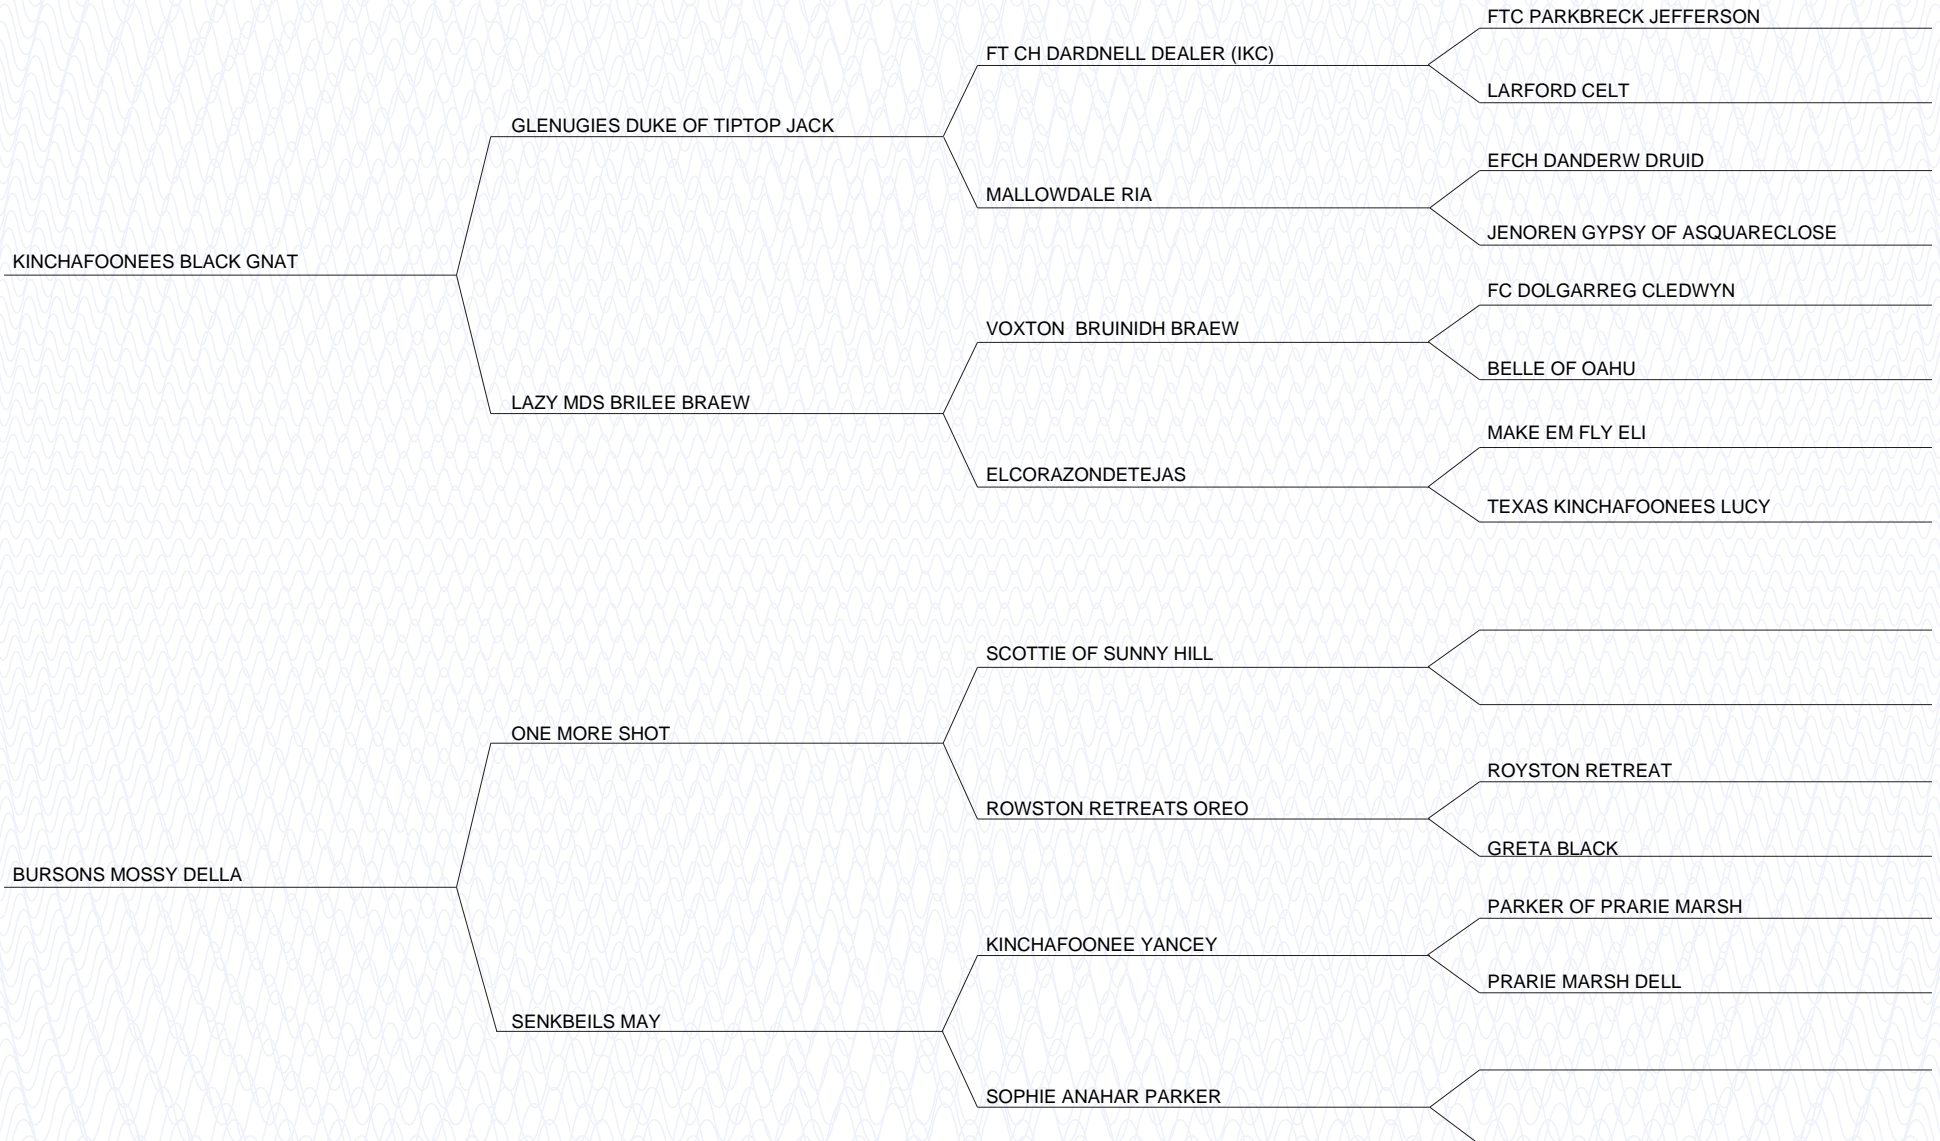 FTC PARKBRECK JEFFERSON
FT CH DARDNELL DEALER (IKC)
LARFORD CELT
GLENUGIES DUKE OF TIPTOP JACK
EFCH DANDERW DRUID
MALLOWDALE RIA
JENOREN GYPSY OF ASQUARECLOSE
KINCHAFOONEES BLACK GNAT
FC DOLGARREG CLEDWYN
VOXTON  BRUINIDH BRAEW
BELLE OF OAHU
LAZY MDS BRILEE BRAEW
MAKE EM FLY ELI
ELCORAZONDETEJAS
TEXAS KINCHAFOONEES LUCY
SCOTTIE OF SUNNY HILL
ONE MORE SHOT
ROYSTON RETREAT
ROWSTON RETREATS OREO
GRETA BLACK
BURSONS MOSSY DELLA
PARKER OF PRARIE MARSH
KINCHAFOONEE YANCEY
PRARIE MARSH DELL
SENKBEILS MAY
SOPHIE ANAHAR PARKER